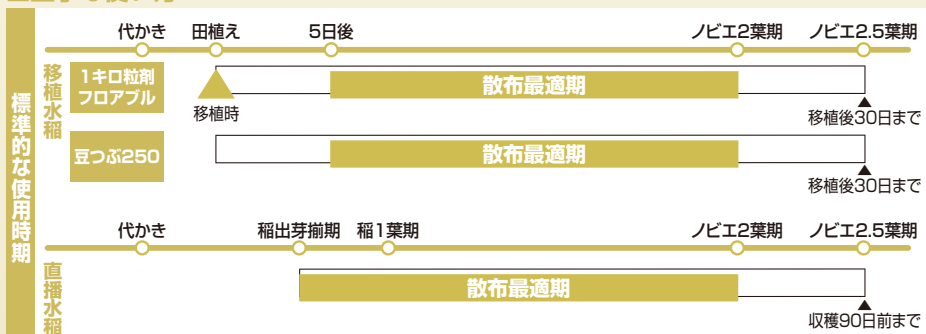 標準的な使用時期
移植水稲
代かき 田植え 5日後 ノビエ2葉期 ノビエ2.5葉期
1キロ粒剤
フロアブル
散布最適期
移植時
移植後30日まで
豆つぶ250
散布最適期
移植後30日まで
直播水稲
代かき 稲出芽揃期 稲1葉期 ノビエ2葉期 ノビエ2.5葉期
散布最適期
収穫90日前まで